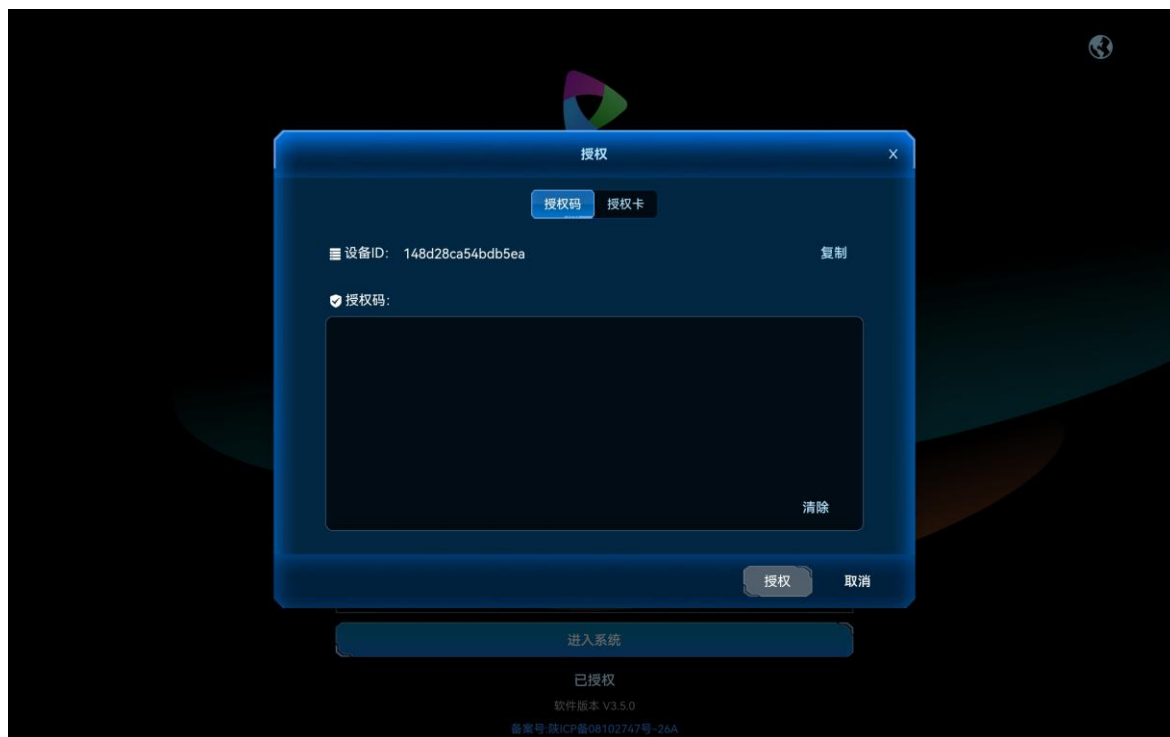 授权
X
授权码 授权卡
设备ID: 148d28ca54bdb5ea 复制
授权码:
清除
授权 取消
进入系统
已授权
软件版本 V3.5.0
备案号:陕ICP备08102747号-26A